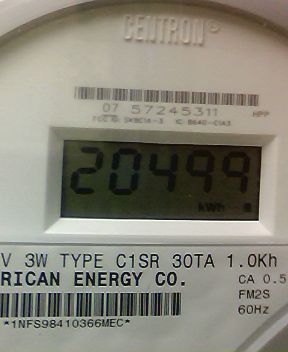 CENTRON®
07 57245311 HPP
20499
kWh
V 3W TYPE C1SR 30TA 1.0Kh
RICAN ENERGY CO. CA 0.5
FM2S
60Hz
*1NFS98410366MEC*